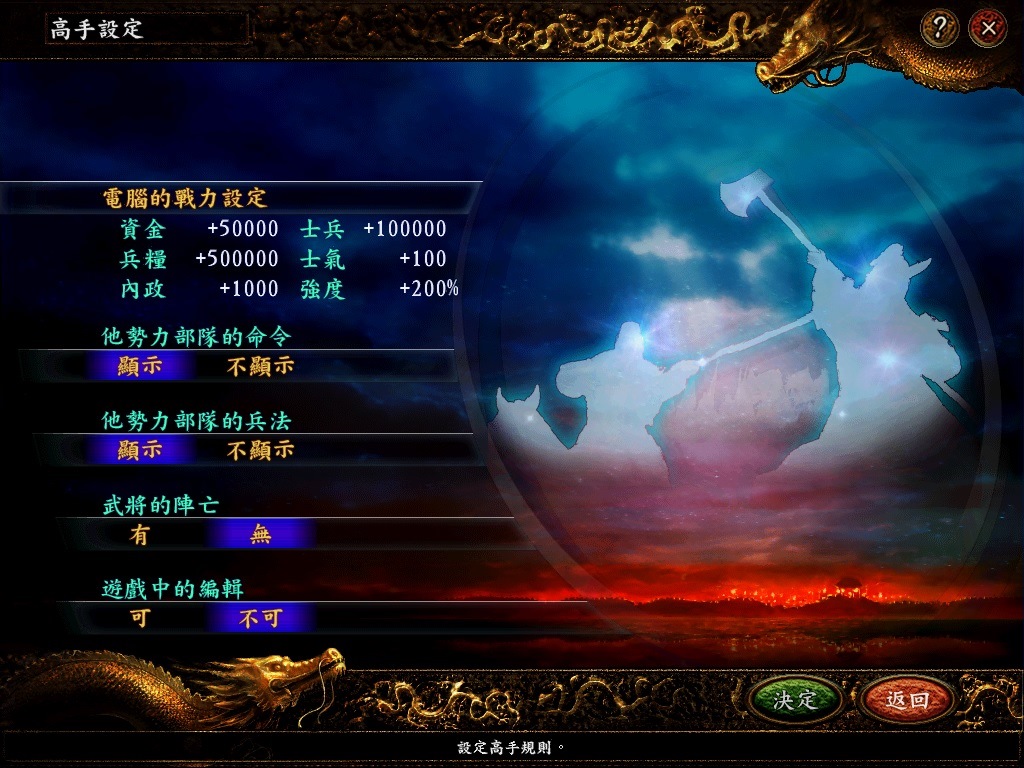 高手設定
?
×
電腦的戰力設定
資金 +50000 士兵 +100000
兵糧 +500000 士氣 +100
內政 +1000 強度 +200%
他勢力部隊的命令
顯示 不顯示
他勢力部隊的兵法
顯示 不顯示
武將的陣亡
有 無
遊戲中的編輯
可 不可
決定 返回
設定高手規則。